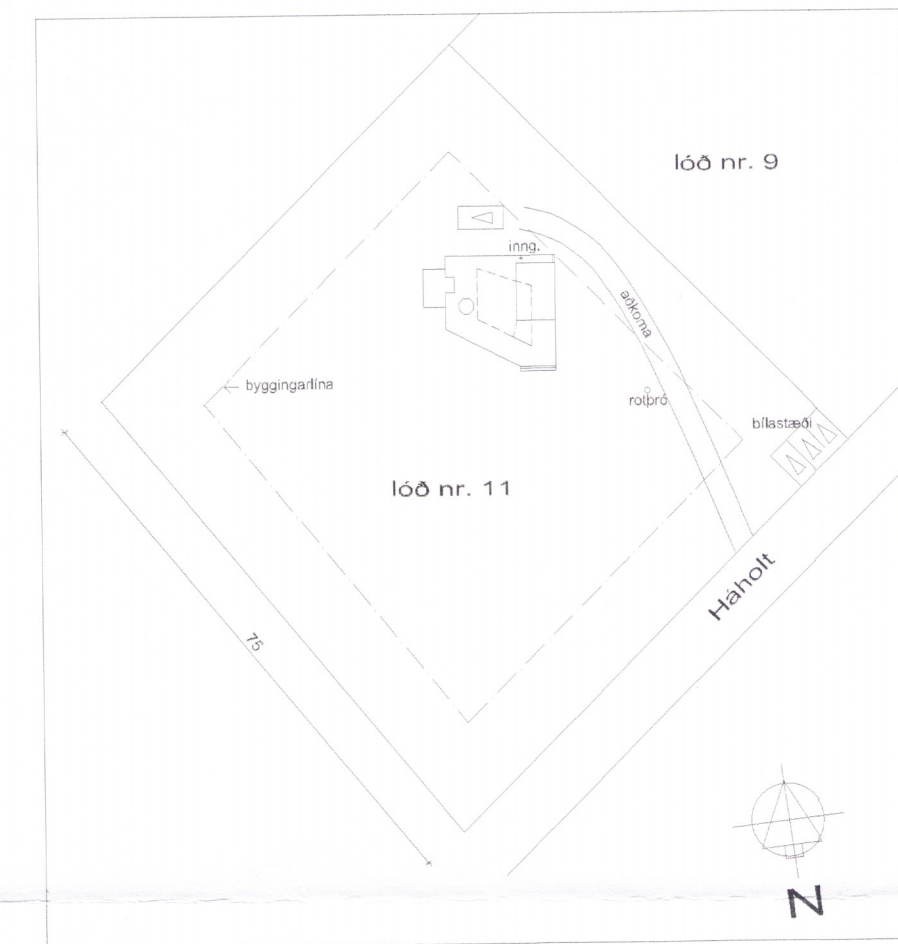 lóð nr. 9
inng.
aðkoma
byggingarlína
rotþró
bílastæði
lóð nr. 11
Háholt
75
N